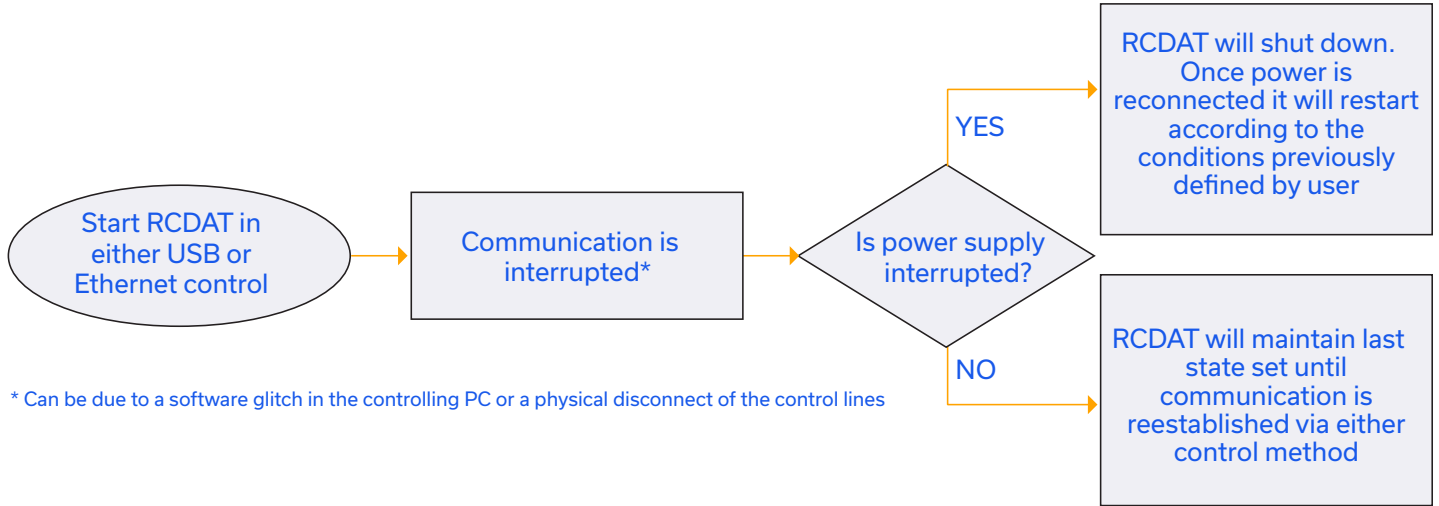 Start RCDAT in
either USB or
Ethernet control
Communication is
interrupted*
Is power supply
interrupted?
YES
RCDAT will shut down.
Once power is
reconnected it will restart
according to the
conditions previously
defined by user
NO
RCDAT will maintain last
state set until
communication is
reestablished via either
control method
* Can be due to a software glitch in the controlling PC or a physical disconnect of the control lines